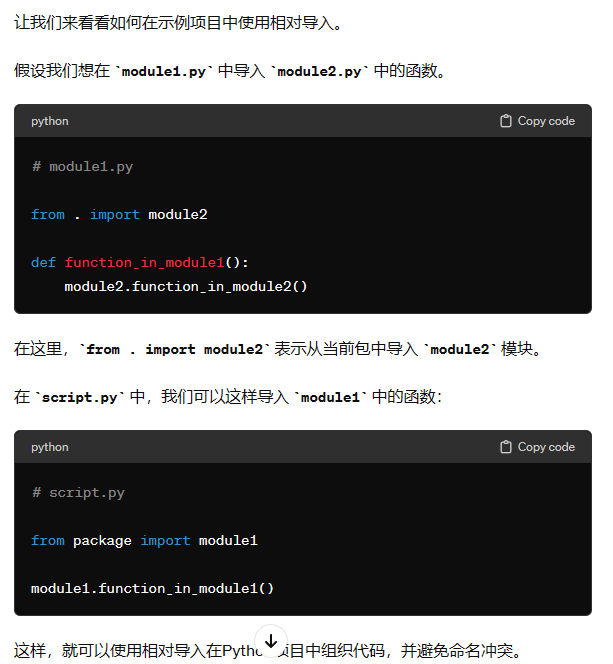 让我们来看看如何在示例项目中使用相对导入。
假设我们想在 `module1.py` 中导入 `module2.py` 中的函数。
python
Copy code
# module1.py
from . import module2
def function_in_module1():
    module2.function_in_module2()
在这里，`from . import module2` 表示从当前包中导入 `module2` 模块。
在 `script.py` 中，我们可以这样导入 `module1` 中的函数：
python
Copy code
# script.py
from package import module1
module1.function_in_module1()
这样，就可以使用相对导入在Pytho 项目中组织代码，并避免命名冲突。